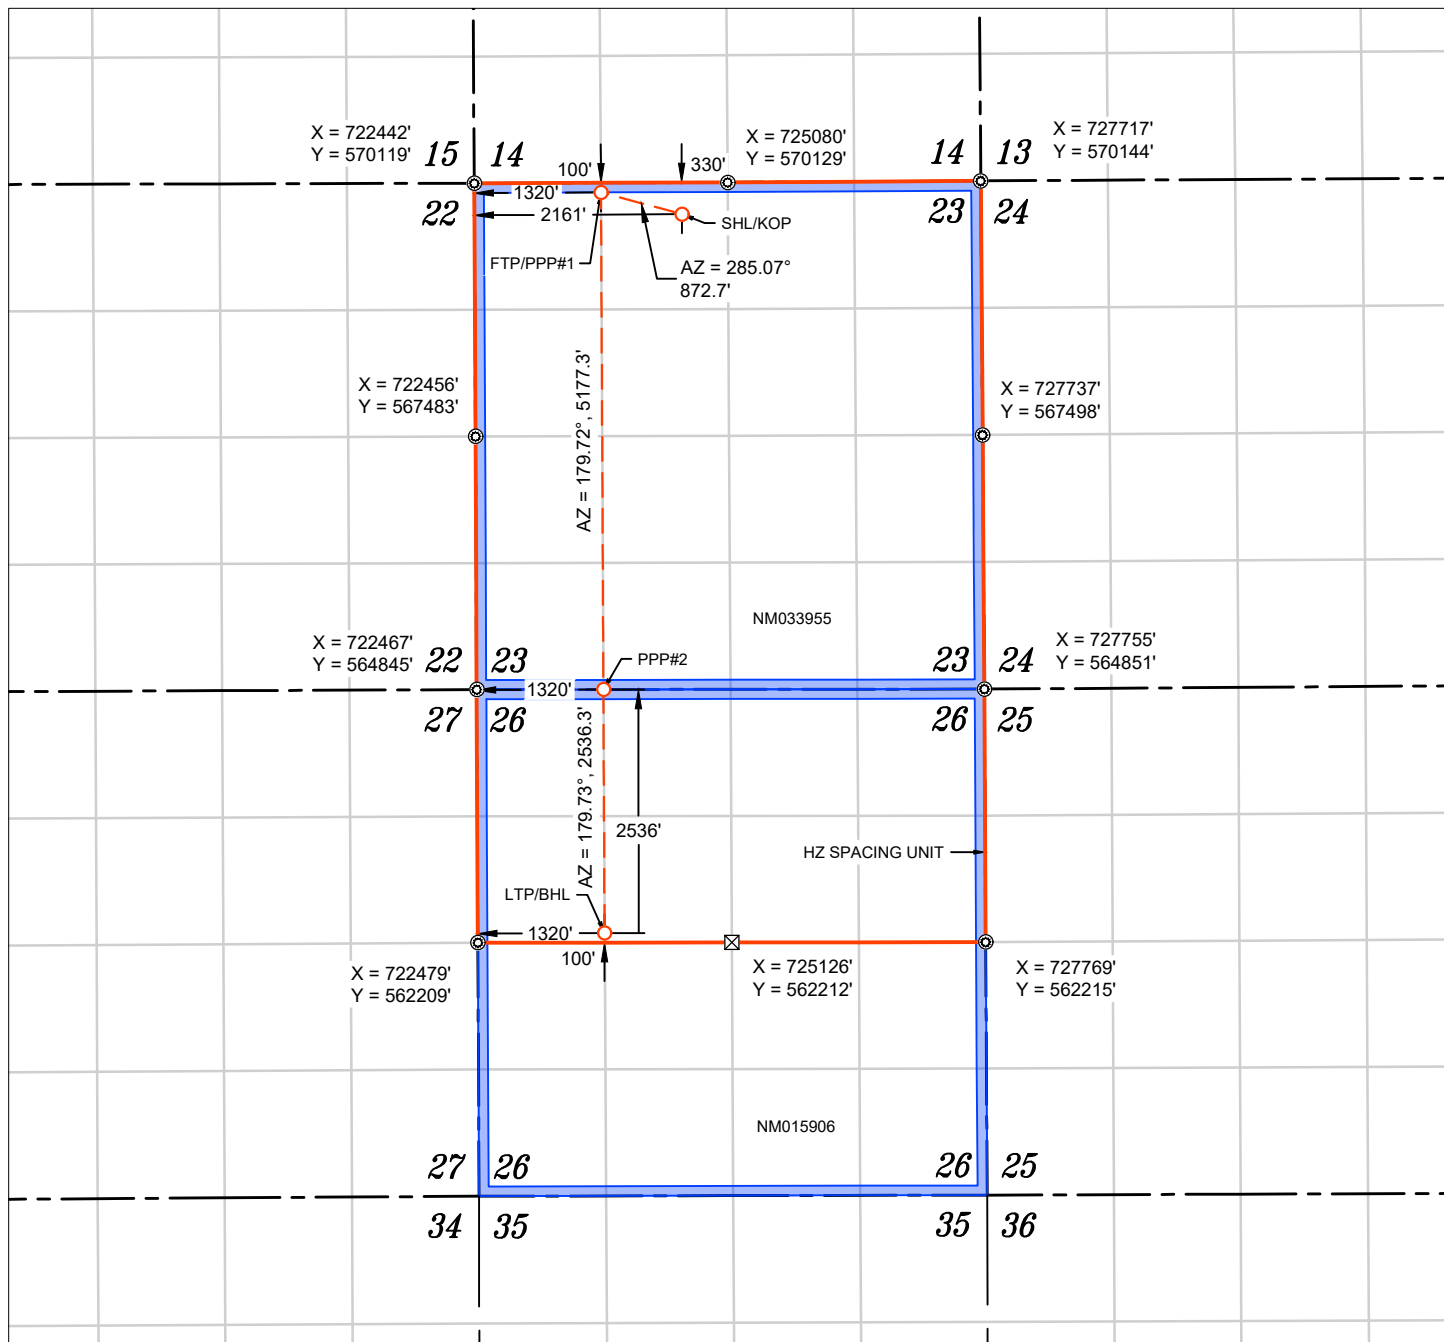 X = 722442'
Y = 570119'
15
14
100'
330'
X = 725080'
Y = 570129'
14
13
X = 727717'
Y = 570144'
22
1320'
2161'
SHL/KOP
23
24
FTP/PPP#1
AZ = 285.07°
872.7'
AZ = 179.72°, 5177.3'
X = 722456'
Y = 567483'
X = 727737'
Y = 567498'
NM033955
X = 722467'
Y = 564845'
22
23
PPP#2
23
24
X = 727755'
Y = 564851'
1320'
27
26
26
25
AZ = 179.73°, 2536.3'
2536'
HZ SPACING UNIT
LTP/BHL
1320'
100'
X = 722479'
Y = 562209'
X = 725126'
Y = 562212'
X = 727769'
Y = 562215'
NM015906
27
26
26
25
34
35
35
36